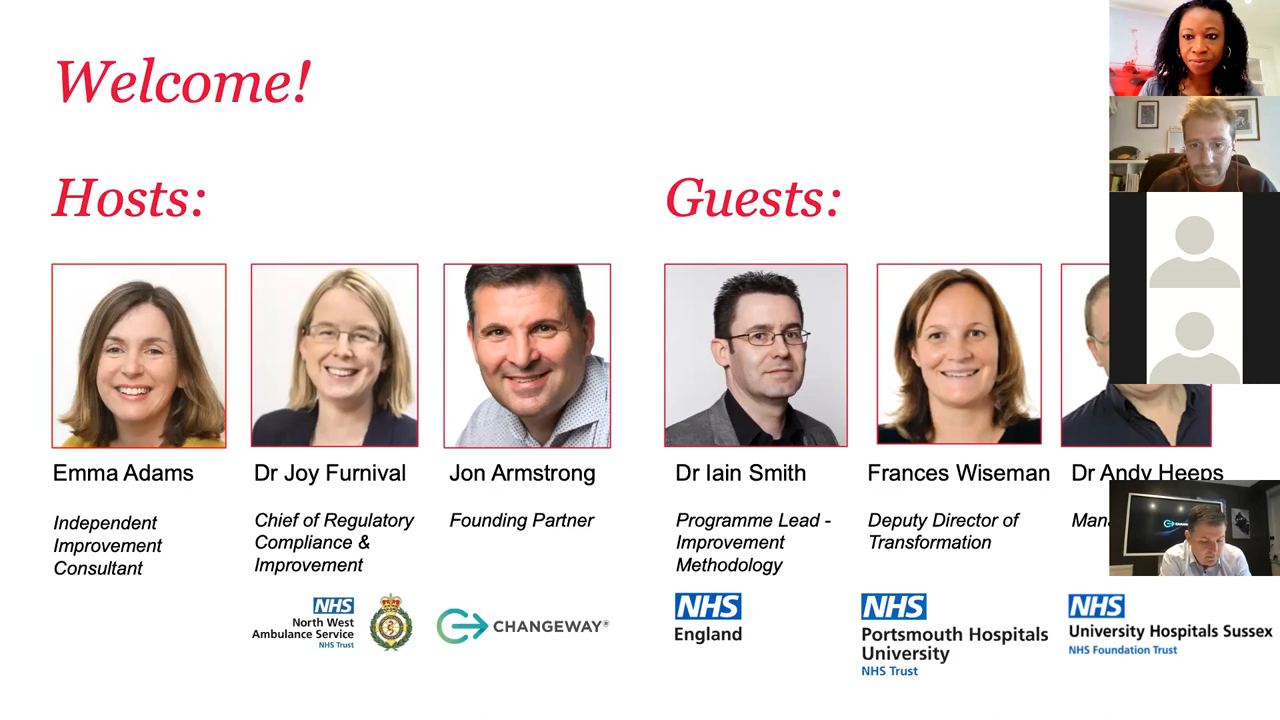 Welcome!
Hosts:
Guests:
Emma Adams
Dr Joy Furnival
Jon Armstrong
Dr Iain Smith
Frances Wiseman
Dr Andy Heeps
Independent
Improvement
Consultant
Chief of Regulatory
Compliance &
Improvement
Founding Partner
Programme Lead -
Improvement
Methodology
Deputy Director of
Transformation
NHS
North West
Ambulance Service
NHS Trust
CHANGEWAY®
NHS
England
NHS
Portsmouth Hospitals
University
NHS Trust
NHS
University Hospitals Sussex
NHS Foundation Trust